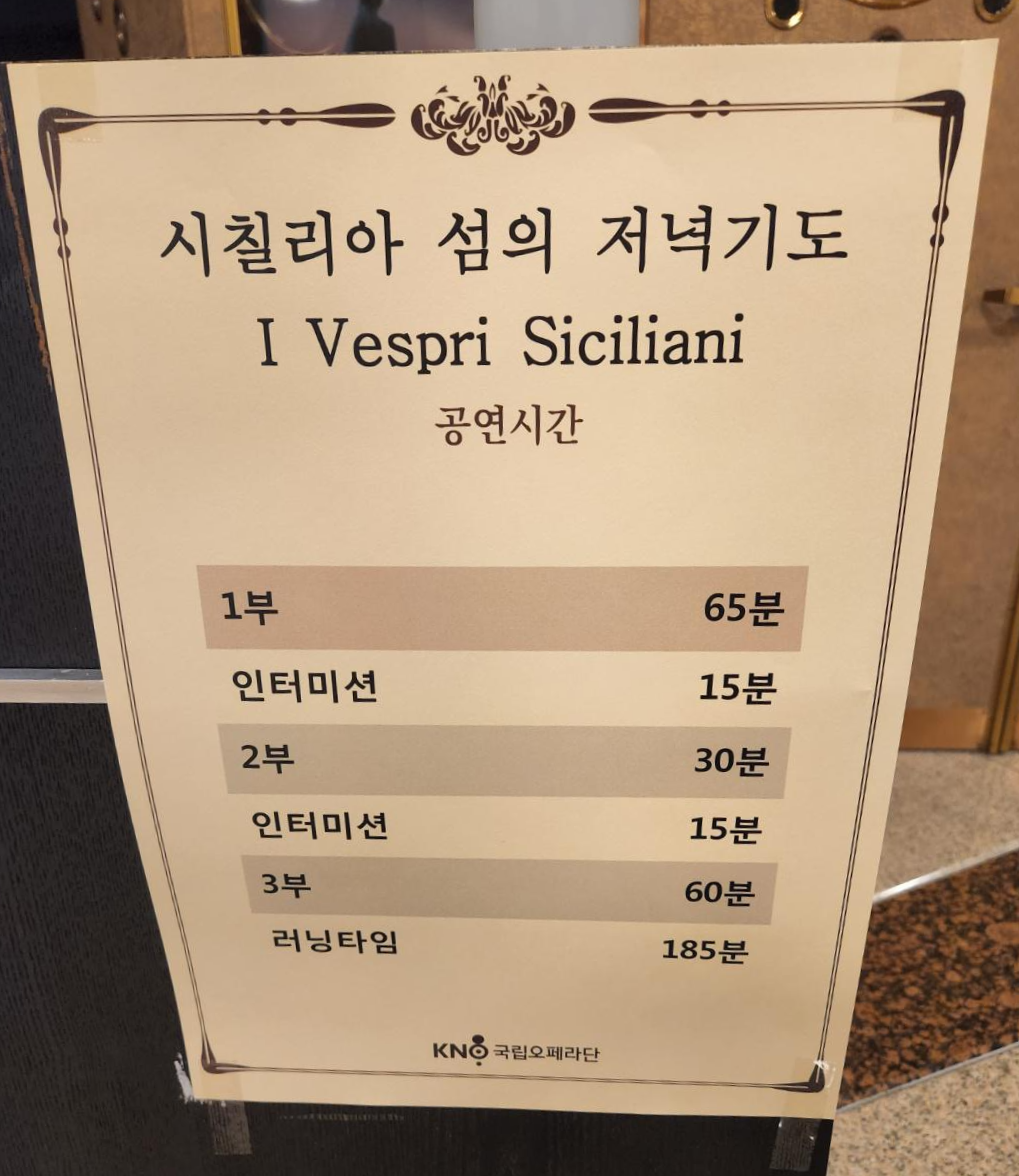 시칠리아 섬의 저녁기도
I Vespri Siciliani
공연시간
1부 65분
인터미션 15분
2부 30분
인터미션 15분
3부 60분
러닝타임 185분
KNO 국립오페라단